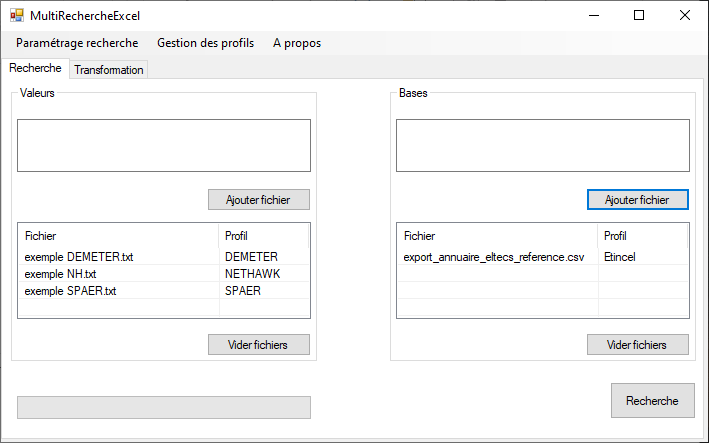 MultiRechercheExcel
Paramétrage recherche Gestion des profils A propos
Recherche Transformation
Valeurs
Ajouter fichier
Fichier Profil
exemple DEMETER.txt DEMETER
exemple NH.txt NETHAWK
exemple SPAER.txt SPAER
Vider fichiers
Bases
Ajouter fichier
Fichier Profil
export_annuaire_eltecs_reference.csv Etincel
Vider fichiers
Recherche